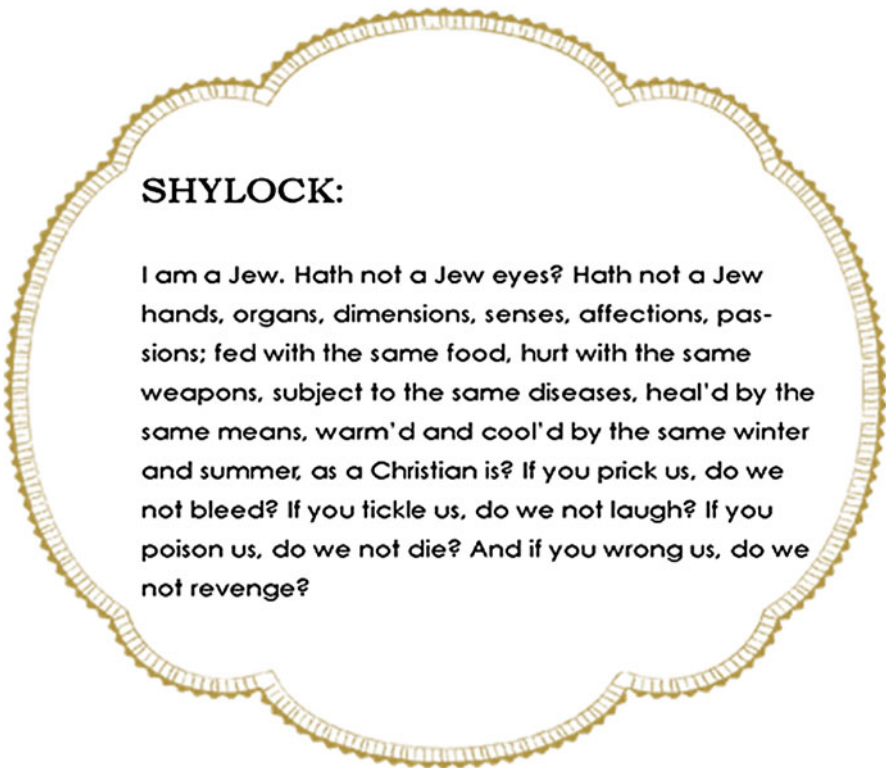 SHYLOCK:
I am a Jew. Hath not a Jew eyes? Hath not a Jew
hands, organs, dimensions, senses, affections, pas-
sions; fed with the same food, hurt with the same
weapons, subject to the same diseases, heal'd by the
same means, warm'd and cool'd by the same winter
and summer, as a Christian is? If you prick us, do we
not bleed? If you tickle us, do we not laugh? If you
poison us, do we not die? And if you wrong us, do we
not revenge?